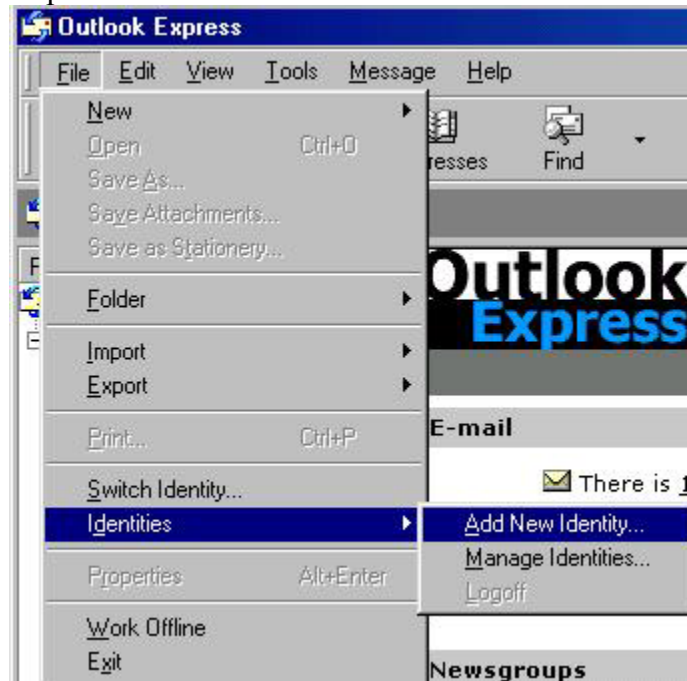 Outlook Express
File Edit View Tools Message Help
New
Open Ctrl+O
Save As...
Save Attachments...
Save as Stationery...
Folder
Import
Export
Print... Ctrl+P
Switch Identity...
Identities
Properties Alt+Enter
Work Offline
Exit
resses Find
Outlook
Express
E-mail
There is 1
Add New Identity...
Manage Identities...
Logoff
Newsgroups